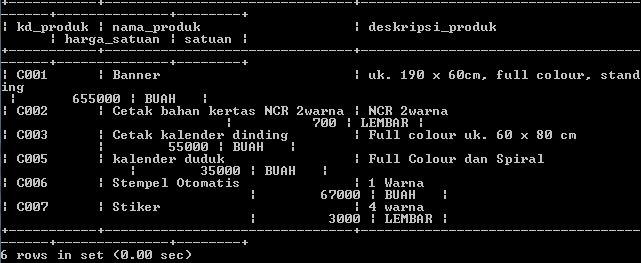 -------+--------------+---------+
| kd_produk | nama_produk | deskripsi_produk
| harga_satuan | satuan |
+-----------+------------------------------+-----------------------------------
-------+--------------+---------+
| C001 | Banner | uk. 190 x 60cm, full colour, stand
ing
| 655000 | BUAH |
| C002 | Cetak bahan kertas NCR 2warna | NCR 2warna
| 700 | LEMBAR |
| C003 | Cetak kalender dinding | Full colour uk. 60 x 80 cm
| 55000 | BUAH |
| C005 | kalender duduk | Full Colour dan Spiral
| 35000 | BUAH |
| C006 | Stempel Otomatis | 1 Warna
| 67000 | BUAH |
| C007 | Stiker | 4 warna
| 3000 | LEMBAR |
+-----------+------------------------------+-----------------------------------
-------+--------------+---------+
6 rows in set (0.00 sec)